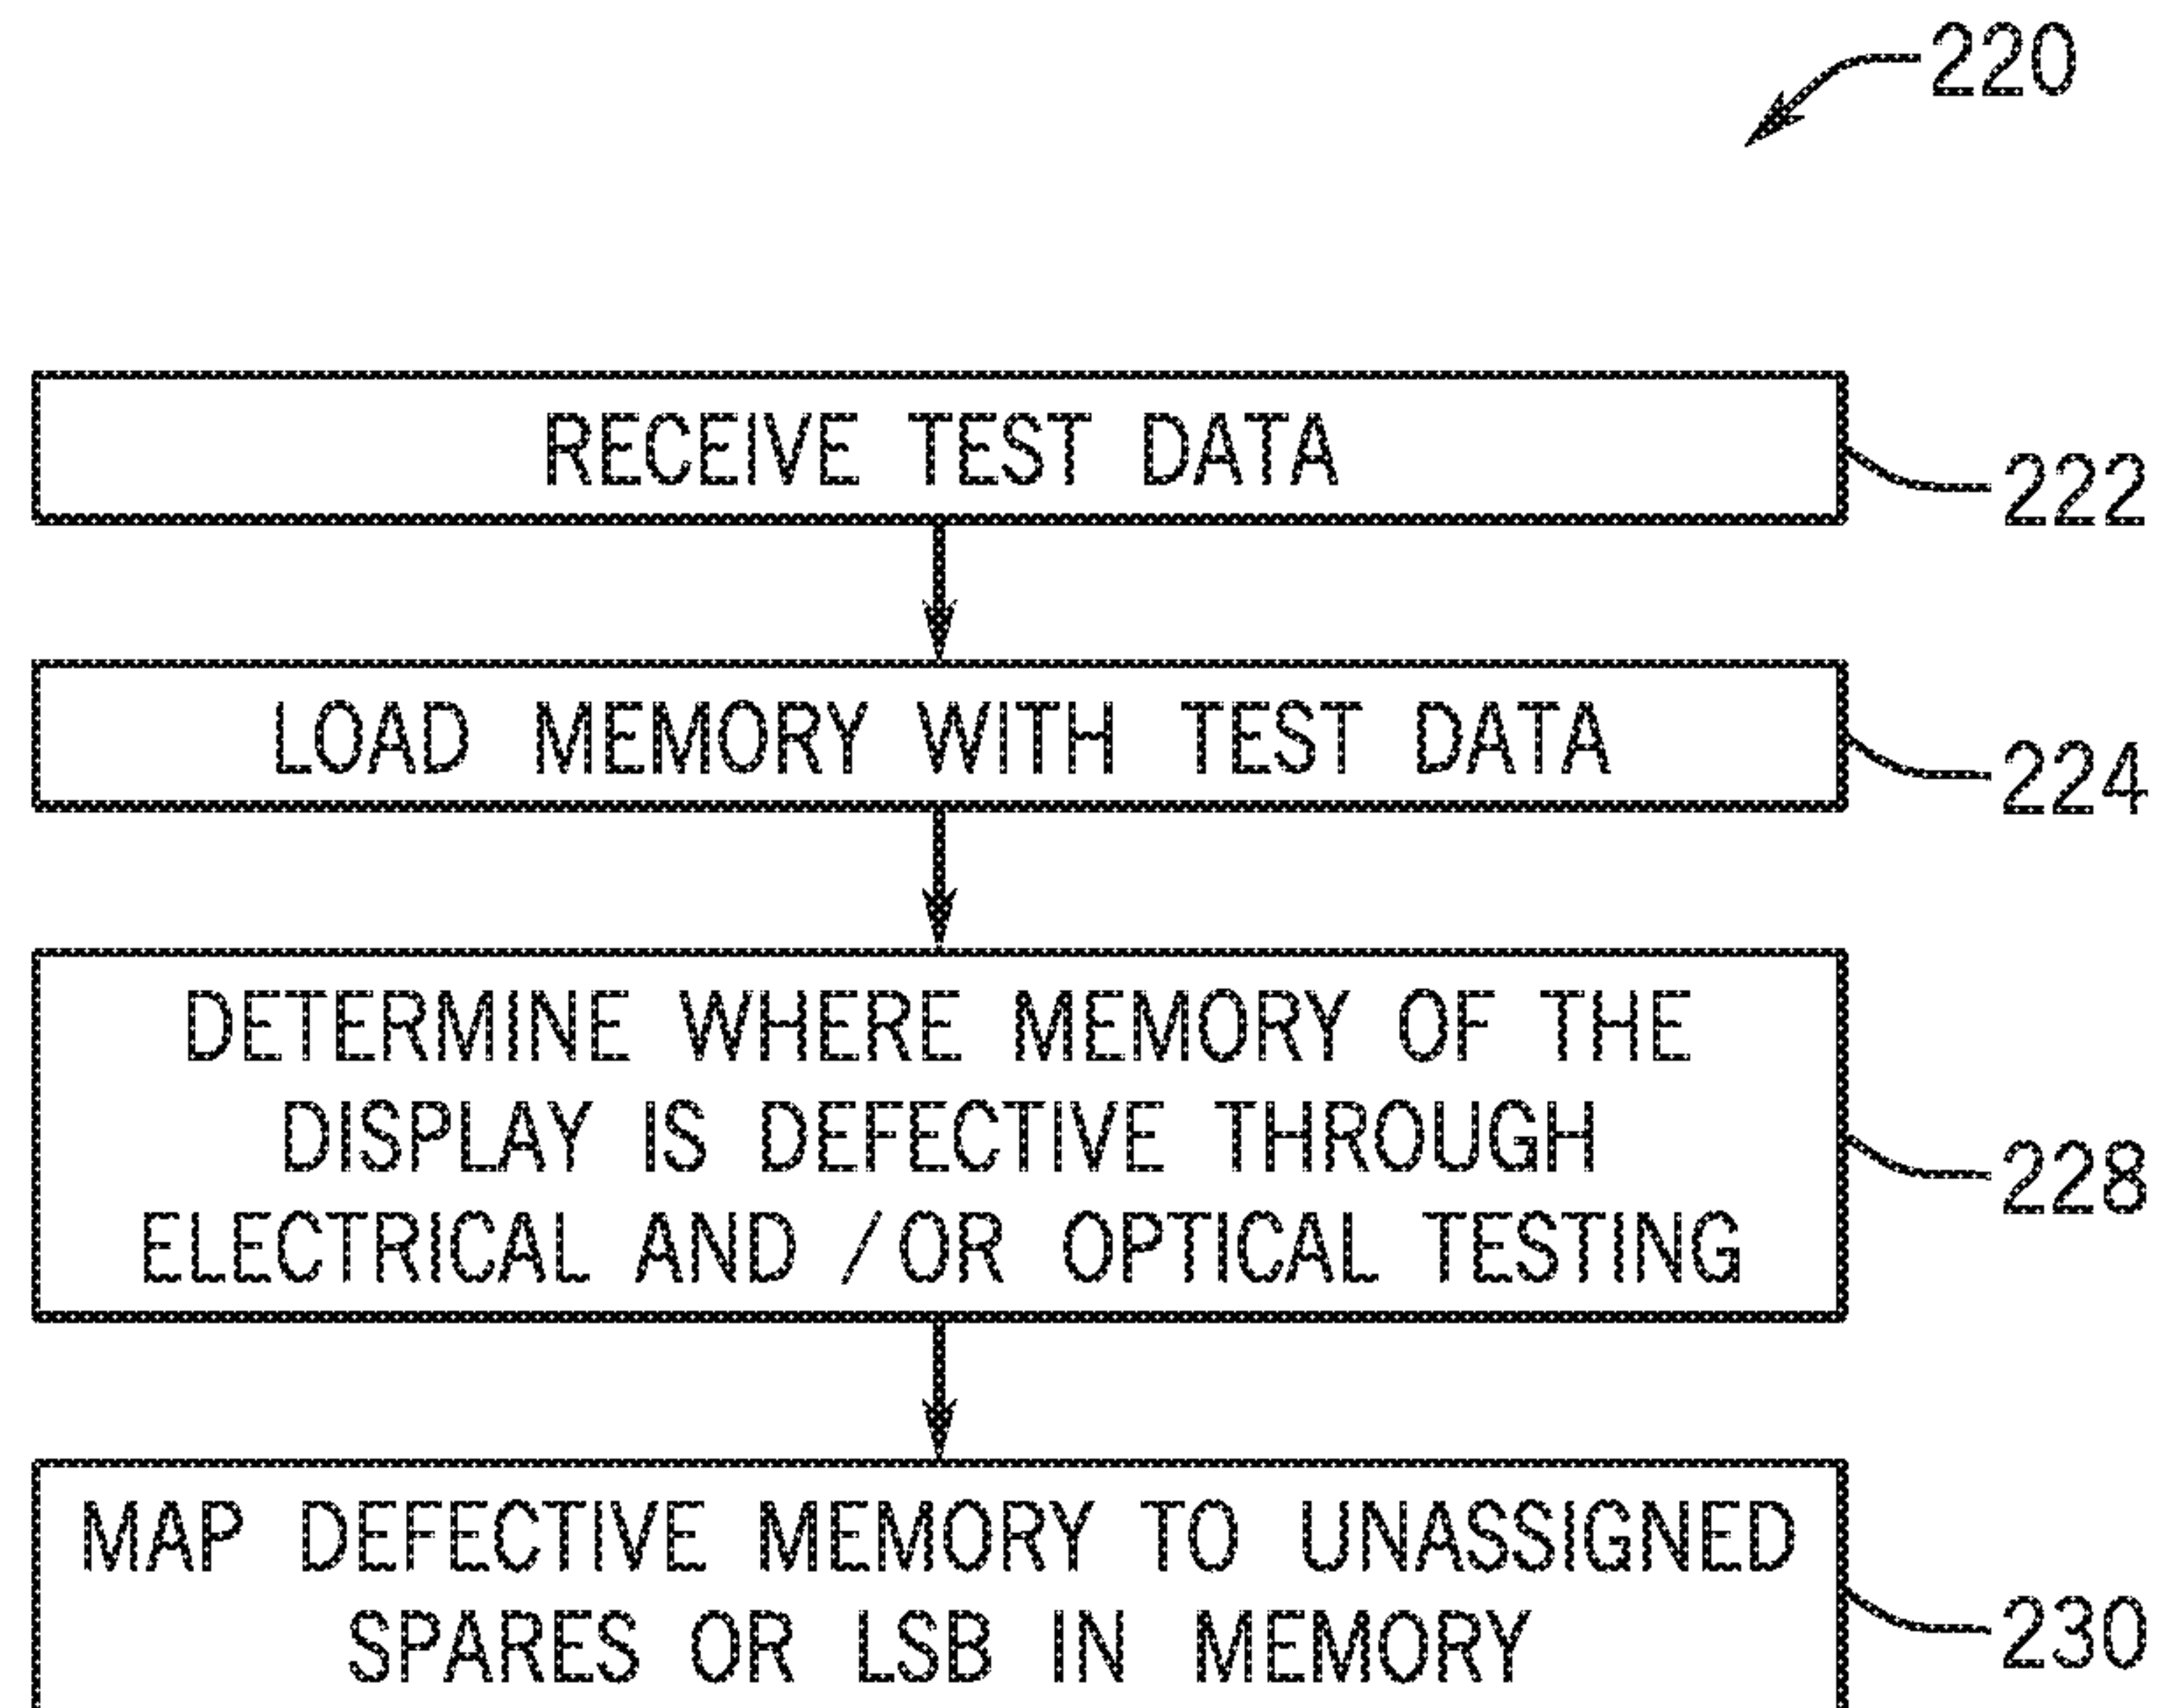 220
RECEIVE TEST DATA
222
LOAD MEMORY WITH TEST DATA
224
DETERMINE WHERE MEMORY OF THE
DISPLAY IS DEFECTIVE THROUGH
ELECTRICAL AND /OR OPTICAL TESTING
228
MAP DEFECTIVE MEMORY TO UNASSIGNED
SPARES OR LSB IN MEMORY
230